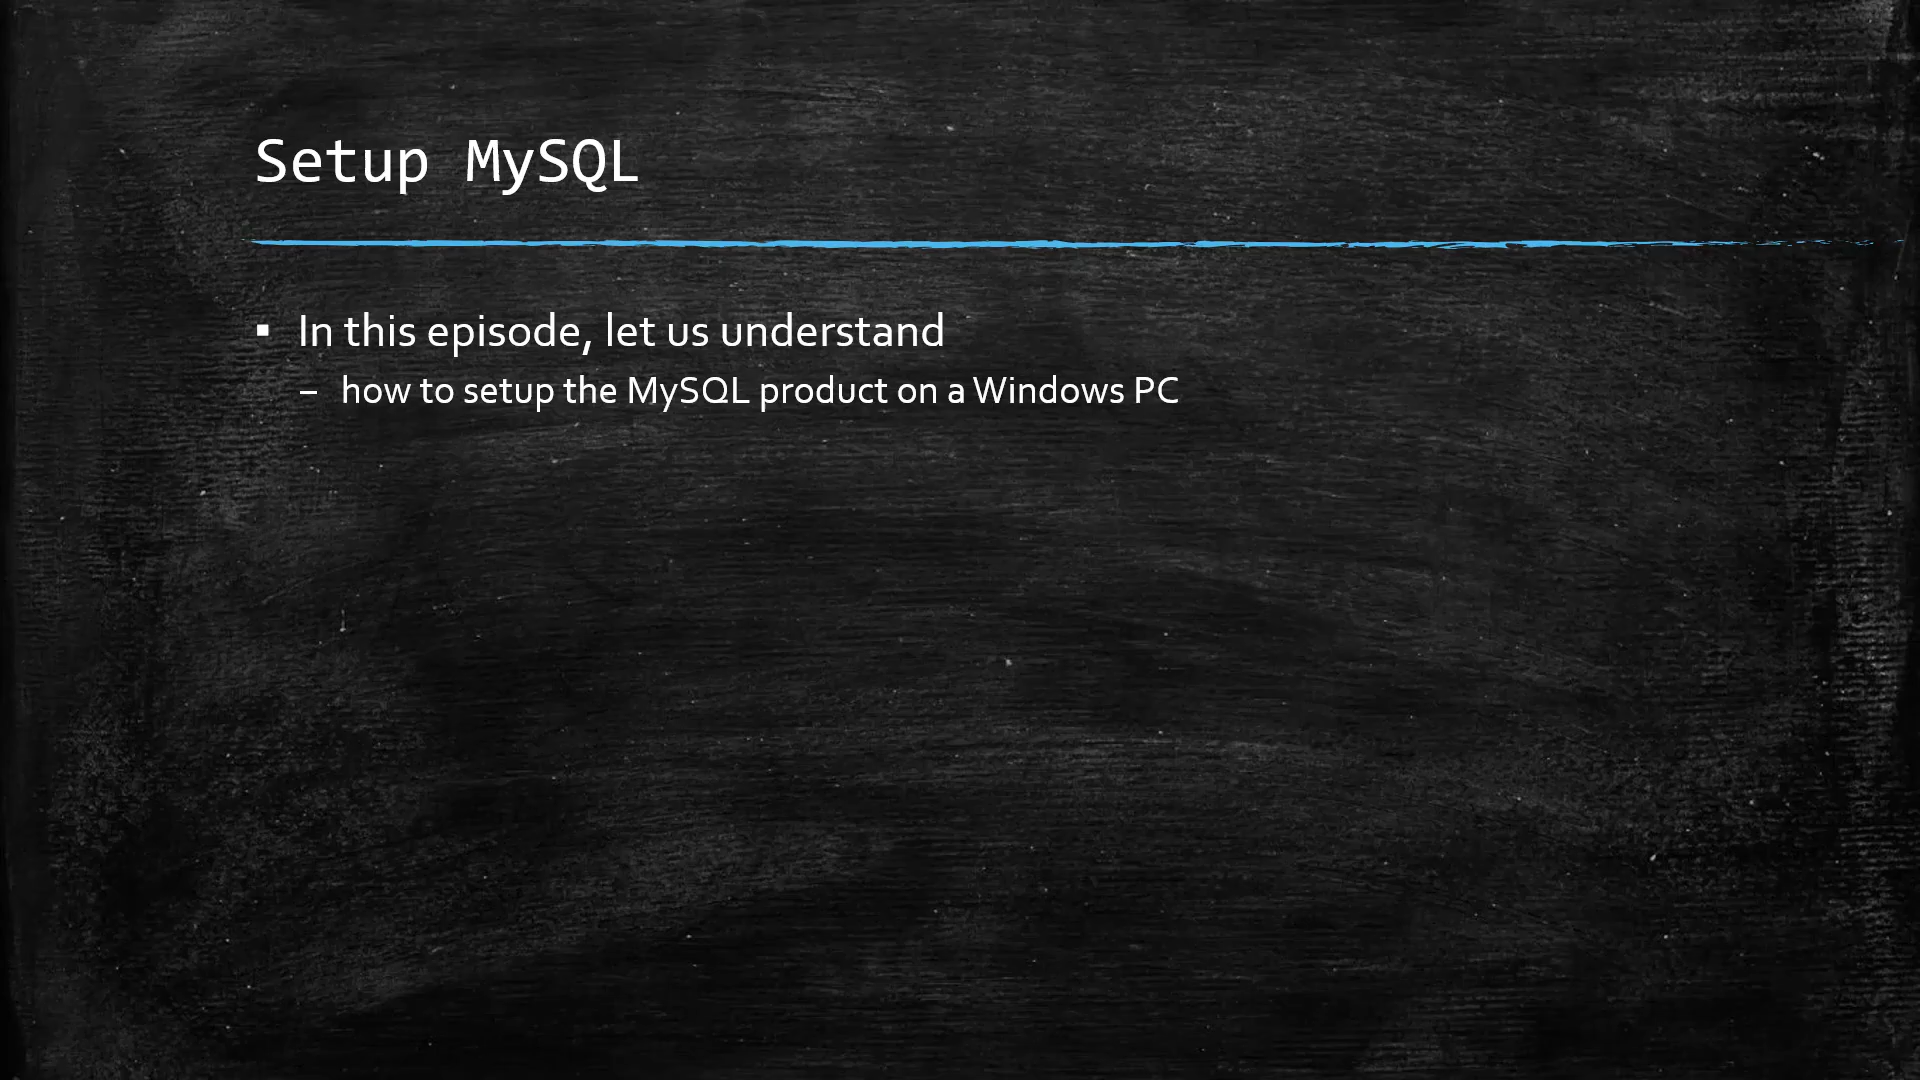 Setup MySQL
▪ In this episode, let us understand
– how to setup the MySQL product on a Windows PC